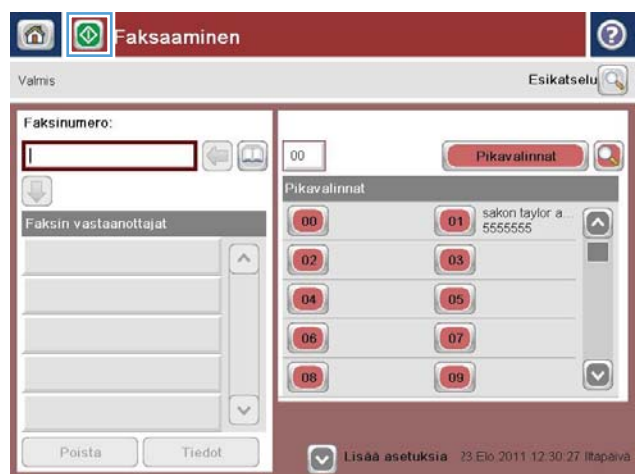 Faksaaminen
Valmis
Esikatselu
Faksinumero:
00
Pikavalinnat
Pikavalinnat
Faksin vastaanottajat
00
01
sakon taylor a...
5555555
02
03
04
05
06
07
08
09
Poista
Tiedot
Lisää asetuksia
23 Elo 2011 12:30:27 Iltapäivä